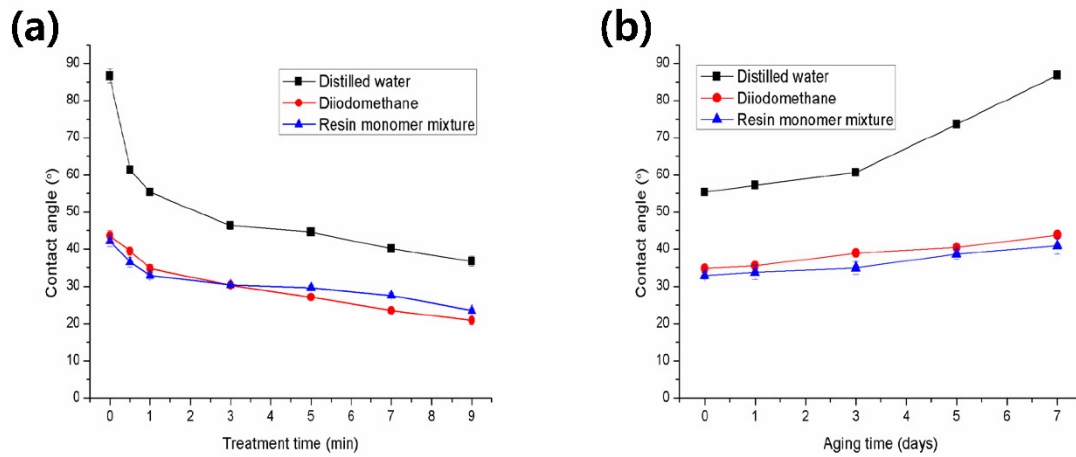 (a)
90
80
70
60
50
40
30
20
10
0
Contact angle (°)
Distilled water
Diiodomethane
Resin monomer mixture
0 1 2 3 4 5 6 7 8 9
Treatment time (min)
(b)
90
80
70
60
50
40
30
20
10
0
Contact angle (°)
Distilled water
Diiodomethane
Resin monomer mixture
0 1 2 3 4 5 6 7
Aging time (days)